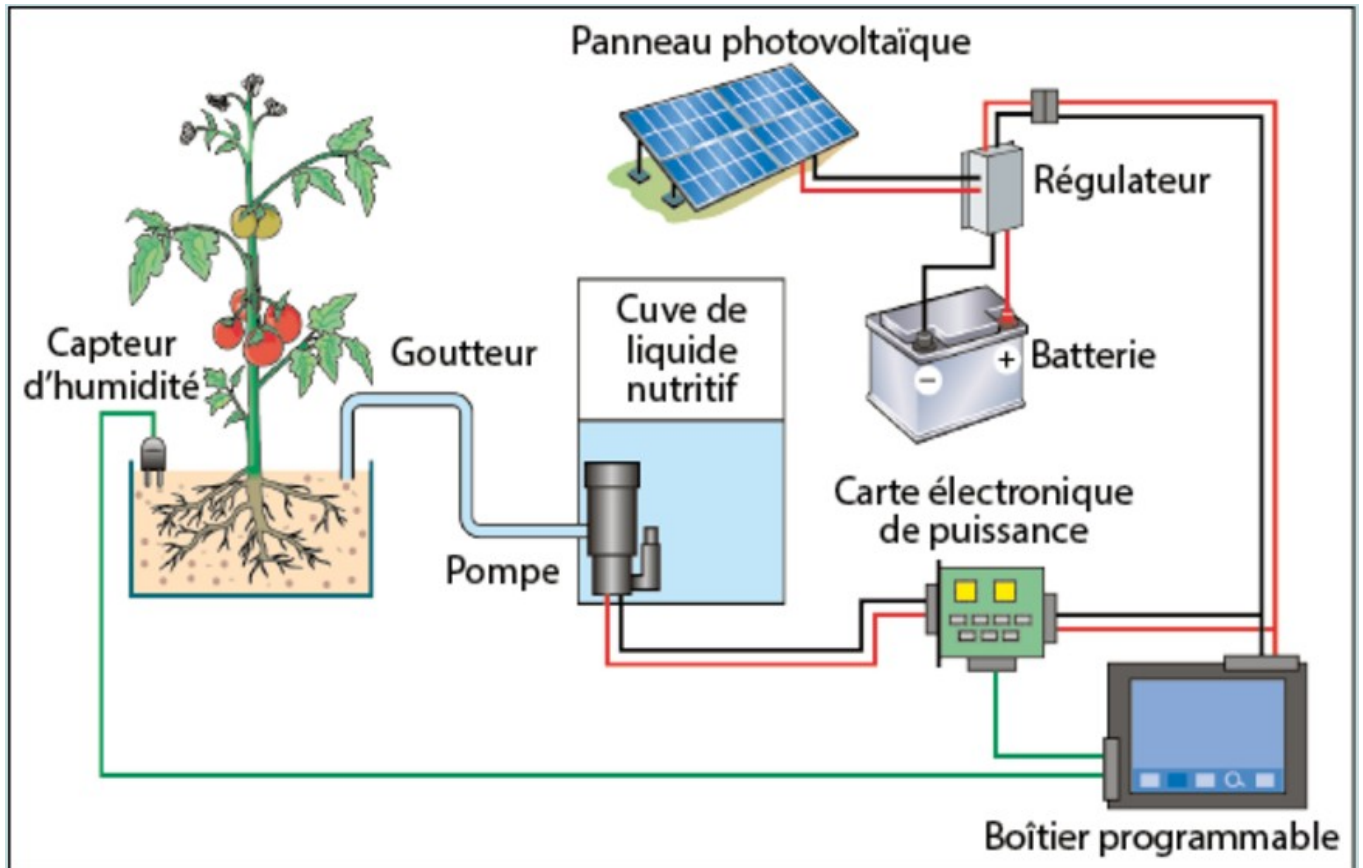 Panneau photovoltaïque
Régulateur
Cuve de
liquide
nutritif
Capteur
d'humidité
Goutteur
Batterie
−
+
Carte électronique
de puissance
Pompe
Boîtier programmable